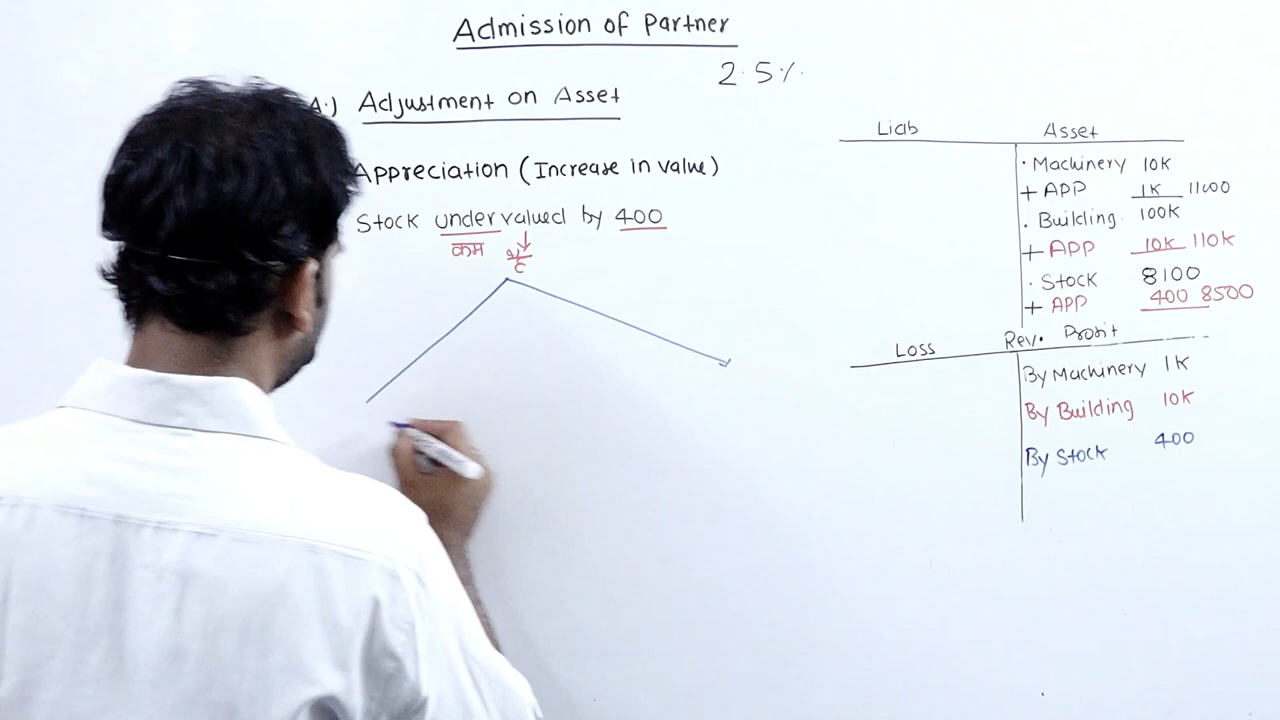 Admission of Partner
2.5%
A.) Adjustment on Asset
Appreciation (Increase in value)
Stock undervalued by 400
कम
Liab Asset
· Machinery 10K
+ APP 1K 11000
· Building 100K
+ APP 10K 110K
· Stock 8100
+ APP 400 8500
Rev. Profit
Loss
By Machinery 1K
By Building 10K
By Stock 400